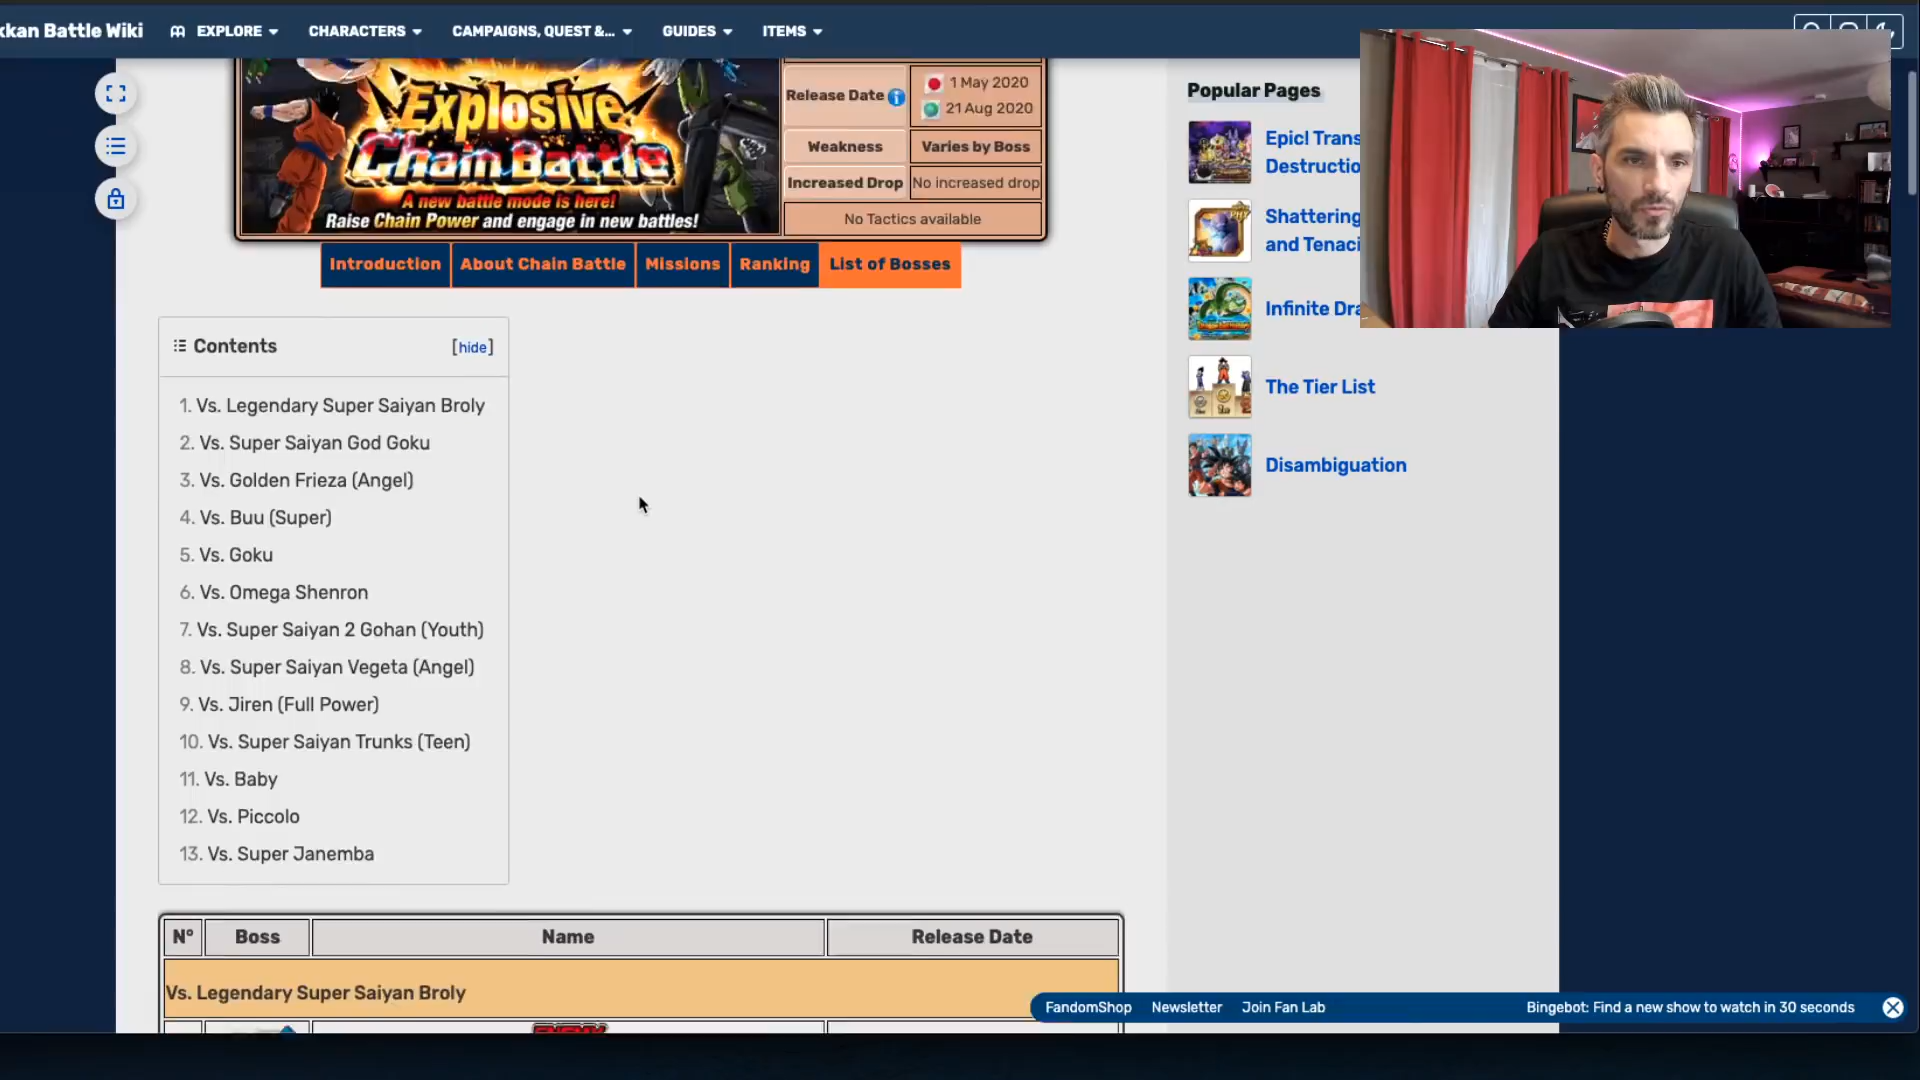 kkan Battle Wiki
EXPLORE
CHARACTERS
CAMPAIGNS, QUEST &...
GUIDES
ITEMS
Explosive
Chain Battle
A new battle mode is here!
Raise Chain Power and engage in new battles!
Release Date
1 May 2020
21 Aug 2020
Weakness
Varies by Boss
Increased Drop
No increased drop
No Tactics available
Introduction
About Chain Battle
Missions
Ranking
List of Bosses
Contents
[hide]
1. Vs. Legendary Super Saiyan Broly
2. Vs. Super Saiyan God Goku
3. Vs. Golden Frieza (Angel)
4. Vs. Buu (Super)
5. Vs. Goku
6. Vs. Omega Shenron
7. Vs. Super Saiyan 2 Gohan (Youth)
8. Vs. Super Saiyan Vegeta (Angel)
9. Vs. Jiren (Full Power)
10. Vs. Super Saiyan Trunks (Teen)
11. Vs. Baby
12. Vs. Piccolo
13. Vs. Super Janemba
N° Boss Name Release Date
Vs. Legendary Super Saiyan Broly
ENEMY
Popular Pages
Epic! Trans
Destructio
Shattering
and Tenaci
Infinite Dra
The Tier List
Disambiguation
FandomShop
Newsletter
Join Fan Lab
Bingebot: Find a new show to watch in 30 seconds